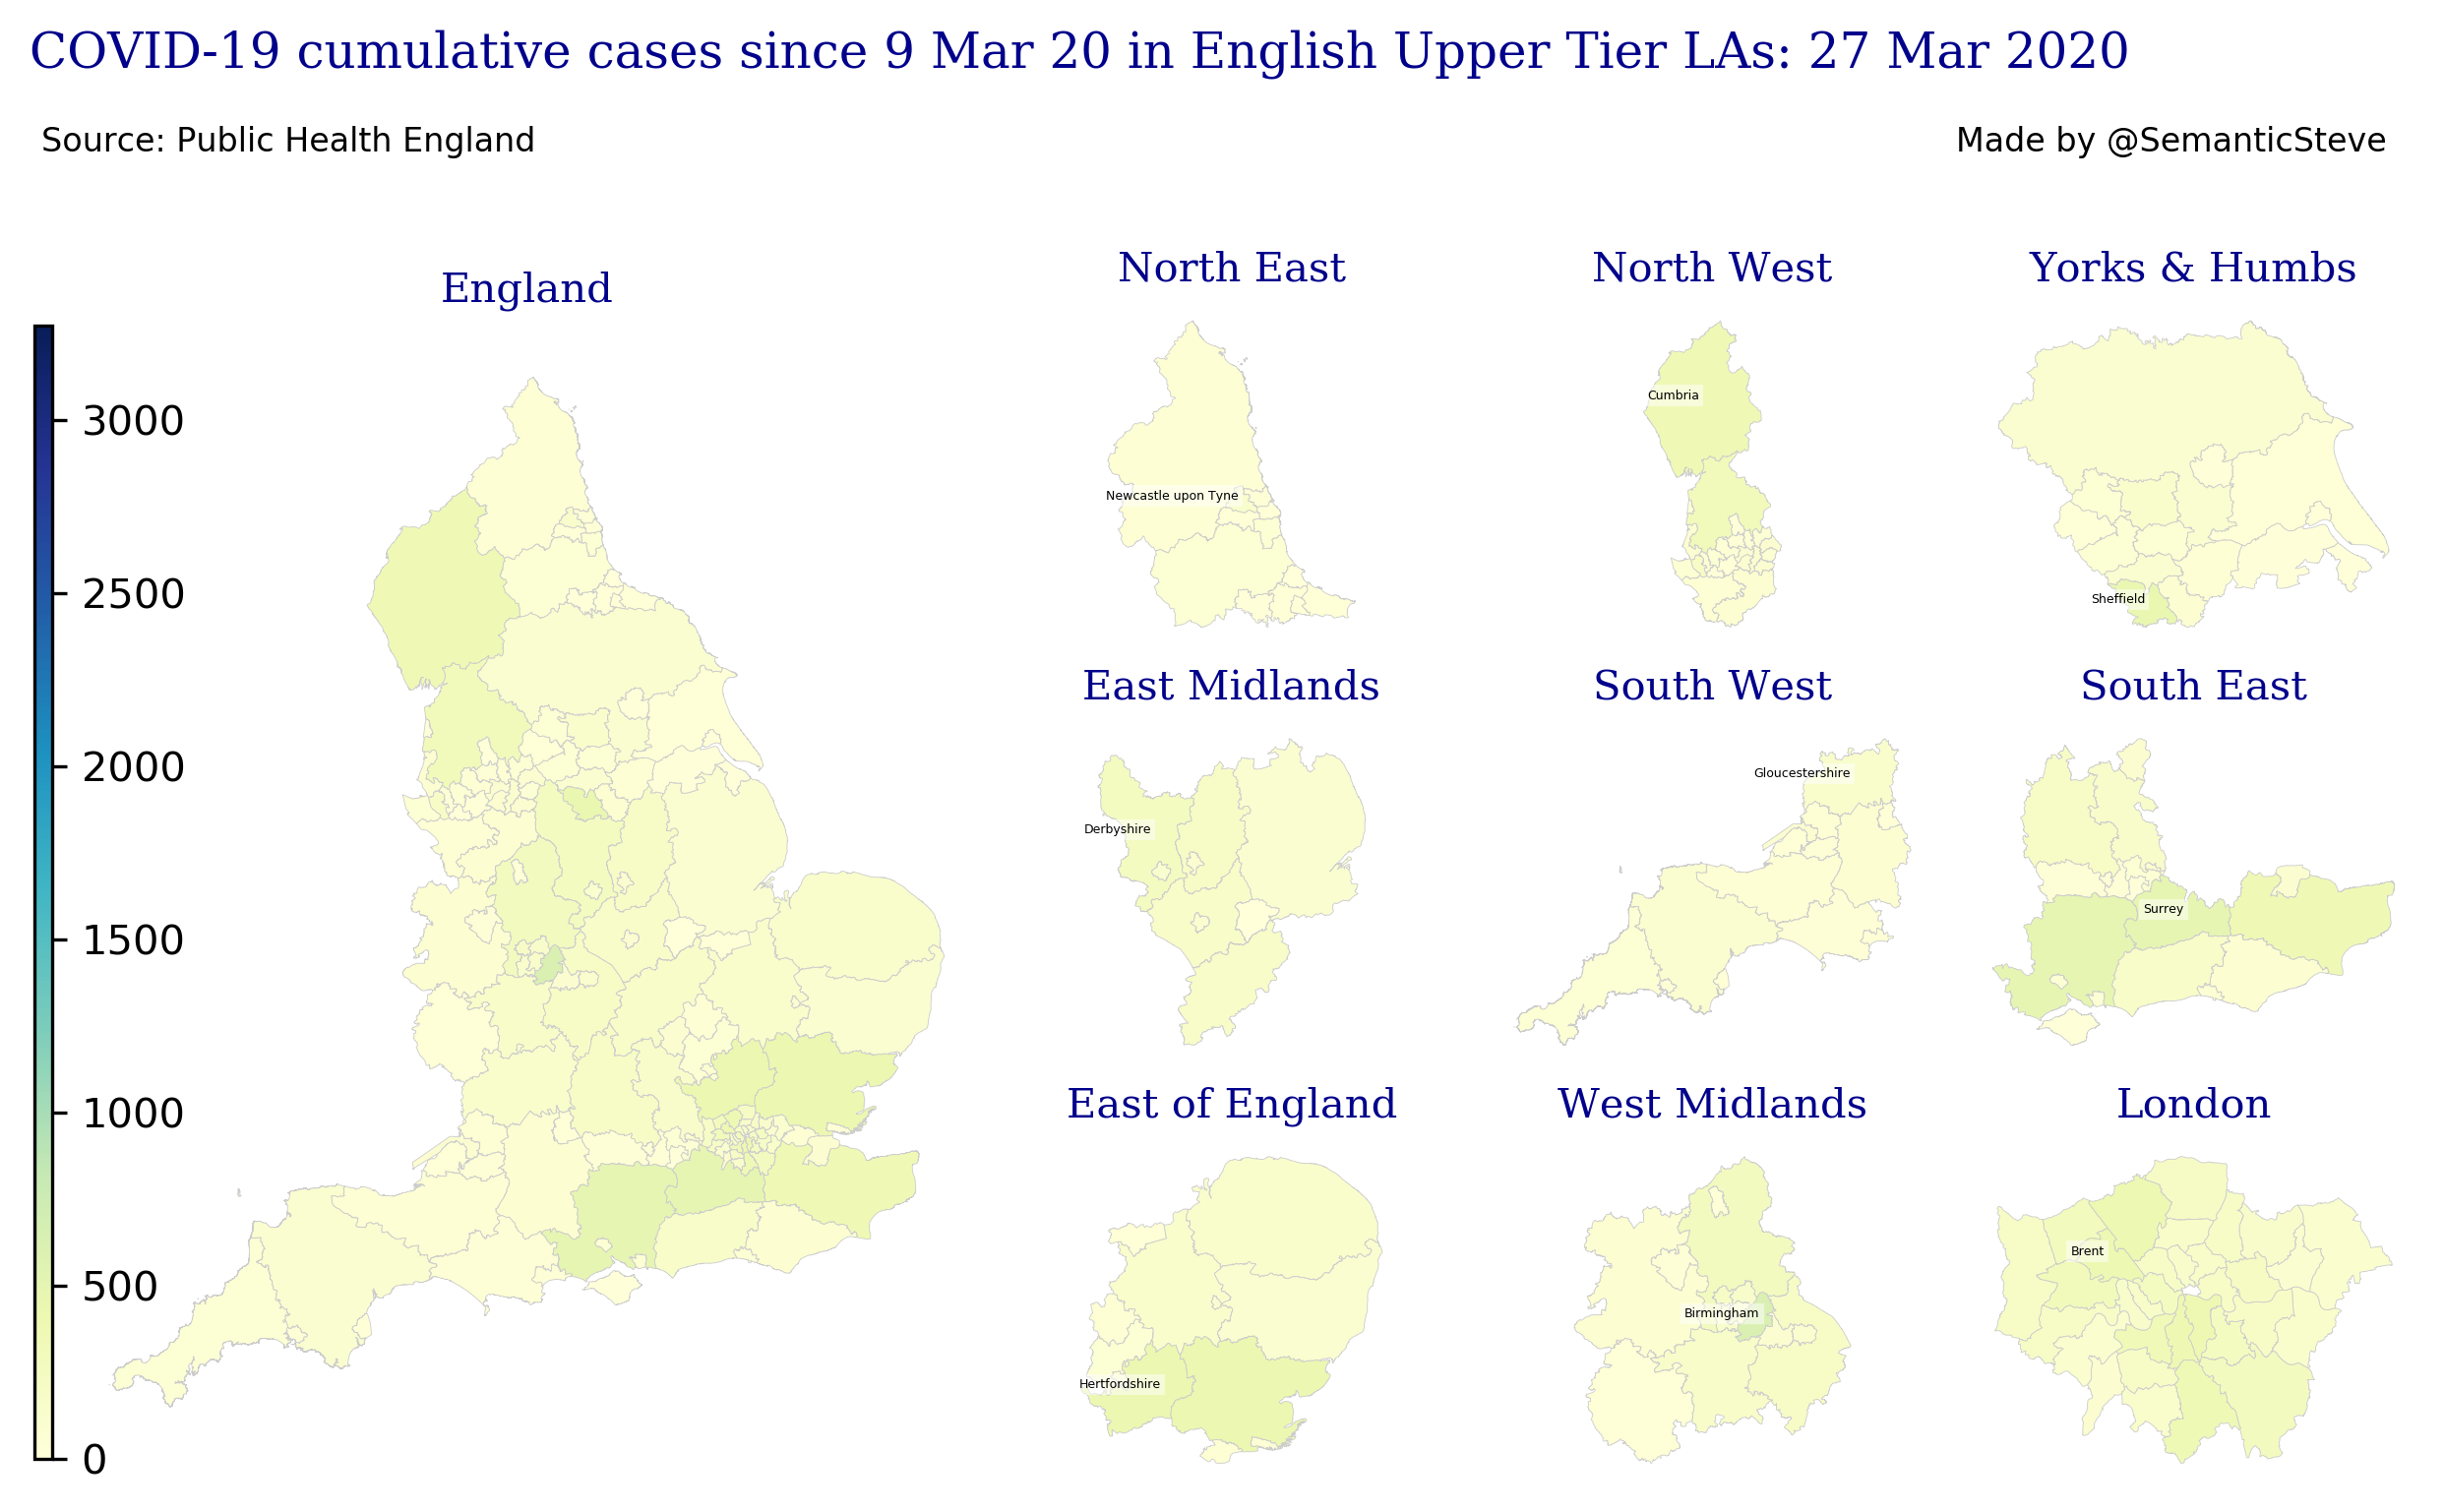 COVID-19 cumulative cases since 9 Mar 20 in English Upper Tier LAs: 27 Mar 2020
Source: Public Health England
Made by @SemanticSteve
England
North East
North West
Yorks & Humbs
3000
2500
2000
1500
1000
500
0
Newcastle upon Tyne
Cumbria
Sheffield
East Midlands
South West
South East
Derbyshire
Gloucestershire
Surrey
East of England
West Midlands
London
Hertfordshire
Birmingham
Brent